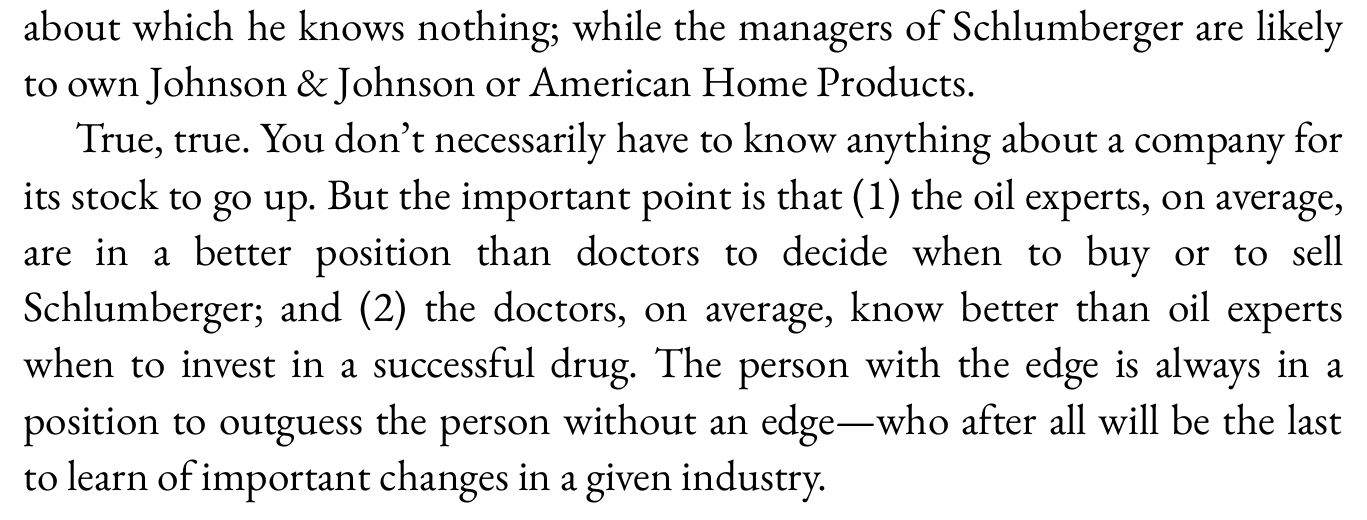 about which he knows nothing; while the managers of Schlumberger are likely
to own Johnson & Johnson or American Home Products.
True, true. You don’t necessarily have to know anything about a company for
its stock to go up. But the important point is that (1) the oil experts, on average,
are in a better position than doctors to decide when to buy or to sell
Schlumberger; and (2) the doctors, on average, know better than oil experts
when to invest in a successful drug. The person with the edge is always in a
position to outguess the person without an edge—who after all will be the last
to learn of important changes in a given industry.